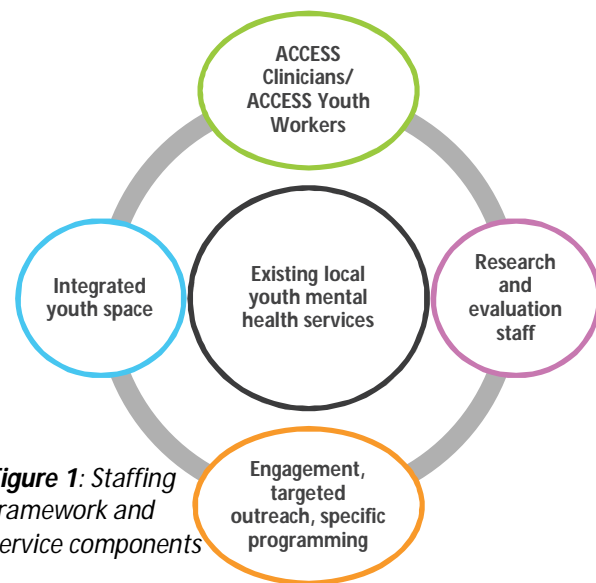 ACCESS
Clinicians/
ACCESS Youth
Workers
Integrated
youth space
Existing local
youth mental
health services
Research
and
evaluation
staff
Engagement,
targeted
outreach, specific
programming
igure 1: Staffing
ramework and
ervice components